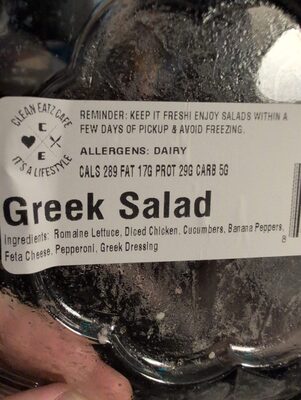 CLEAN EATZ CAFE
C
E
IT'S A LIFESTYLE
REMINDER: KEEP IT FRESH! ENJOY SALADS WITHIN A
FEW DAYS OF PICKUP & AVOID FREEZING.
ALLERGENS: DAIRY
CALS 289 FAT 17G PROT 29G CARB 5G
Greek Salad
Ingredients: Romaine Lettuce, Diced Chicken, Cucumbers, Banana Peppers,
Feta Cheese, Pepperoni, Greek Dressing
8